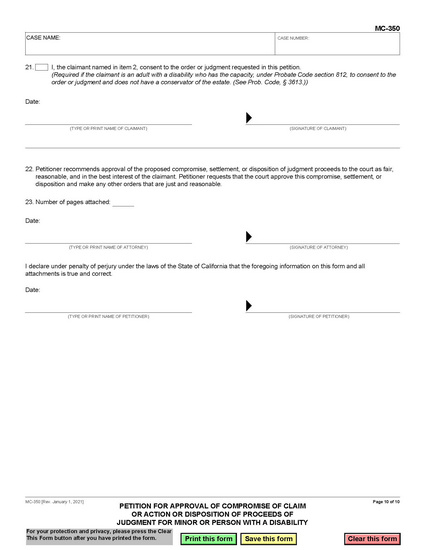 MC-350
CASE NAME:
CASE NUMBER:
21. I, the claimant named in item 2, consent to the order or judgment requested in this petition.
(Required if the claimant is an adult with a disability who has the capacity, under Probate Code section 812, to consent to the
order or judgment and does not have a conservator of the estate. (See Prob. Code, § 3613.))
Date:
(TYPE OR PRINT NAME OF CLAIMANT)
(SIGNATURE OF CLAIMANT)
22. Petitioner recommends approval of the proposed compromise, settlement, or disposition of judgment proceeds to the court as fair,
reasonable, and in the best interest of the claimant. Petitioner requests that the court approve this compromise, settlement, or
disposition and make any other orders that are just and reasonable.
23. Number of pages attached:
Date:
(TYPE OR PRINT NAME OF ATTORNEY)
(SIGNATURE OF ATTORNEY)
I declare under penalty of perjury under the laws of the State of California that the foregoing information on this form and all
attachments is true and correct.
Date:
(TYPE OR PRINT NAME OF PETITIONER)
(SIGNATURE OF PETITIONER)
MC-350 [Rev. January 1, 2021]
PETITION FOR APPROVAL OF COMPROMISE OF CLAIM
OR ACTION OR DISPOSITION OF PROCEEDS OF
JUDGMENT FOR MINOR OR PERSON WITH A DISABILITY
Page 10 of 10
For your protection and privacy, please press the Clear
This Form button after you have printed the form.
Print this form
Save this form
Clear this form